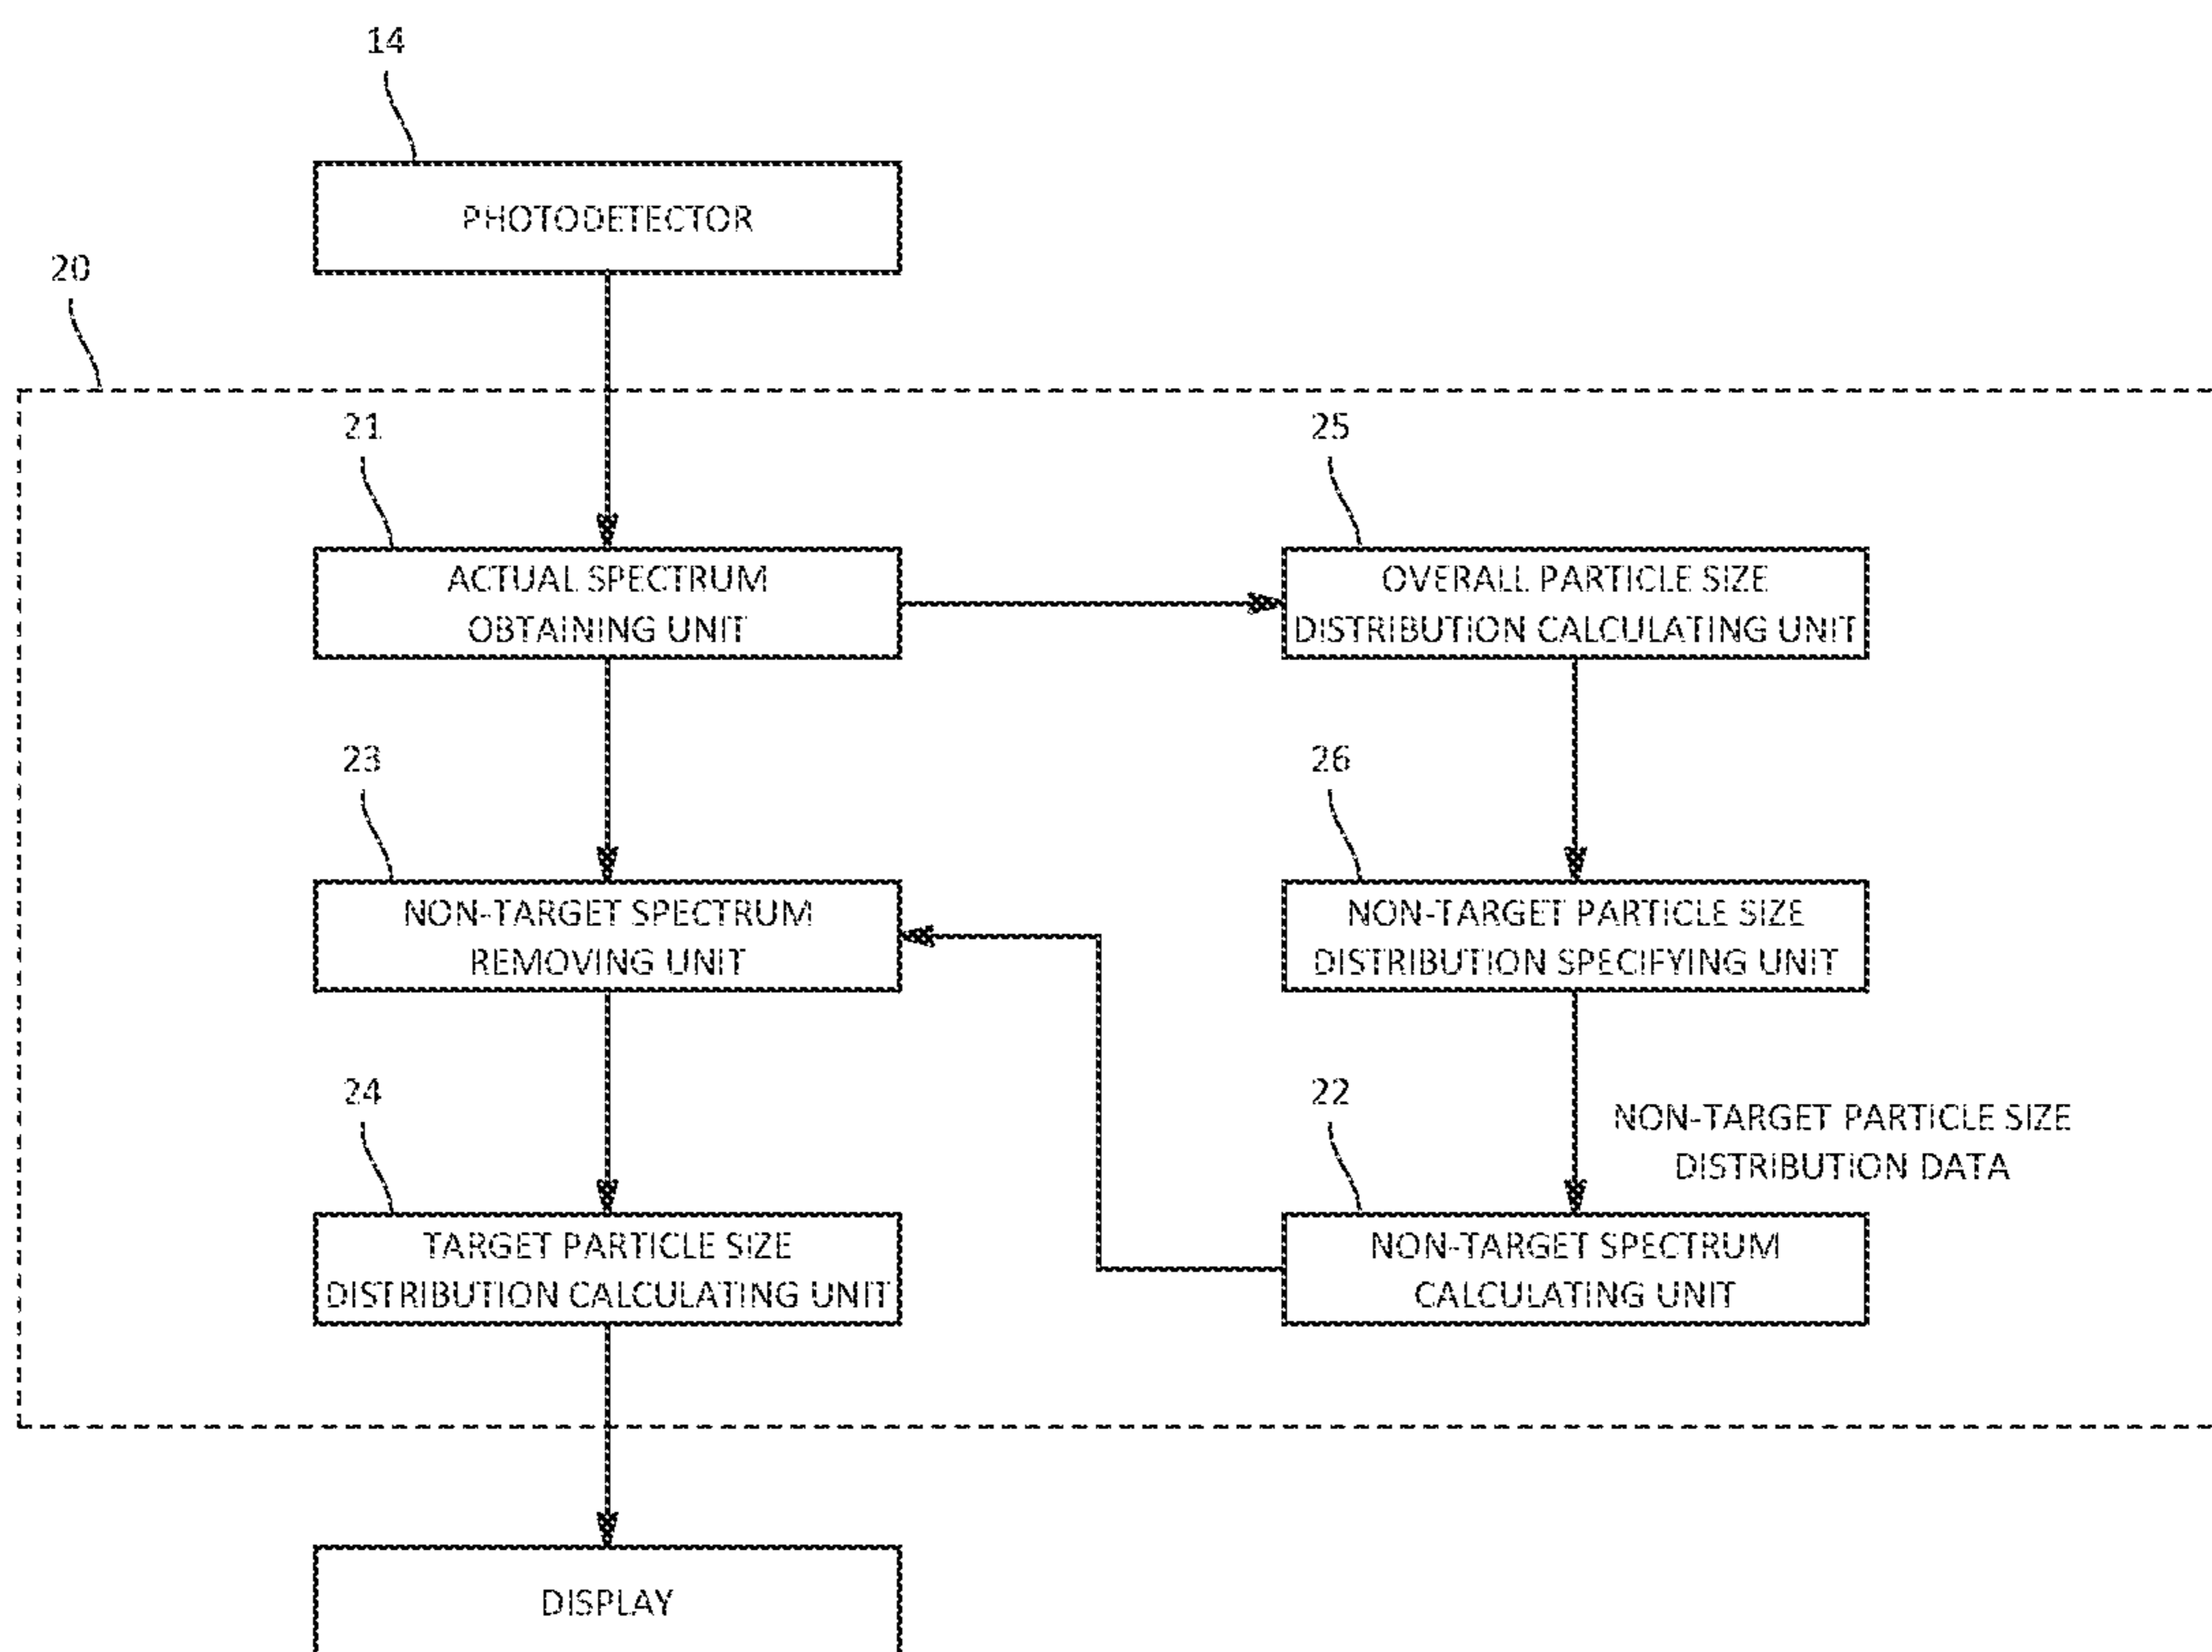 14
PHOTODETECTOR
20
21
ACTUAL SPECTRUM
OBTAINING UNIT
25
OVERALL PARTICLE SIZE
DISTRIBUTION CALCULATING UNIT
23
NON-TARGET SPECTRUM
REMOVING UNIT
26
NON-TARGET PARTICLE SIZE
DISTRIBUTION SPECIFYING UNIT
24
TARGET PARTICLE SIZE
DISTRIBUTION CALCULATING UNIT
22
NON-TARGET PARTICLE SIZE
DISTRIBUTION DATA
NON-TARGET SPECTRUM
CALCULATING UNIT
DISPLAY